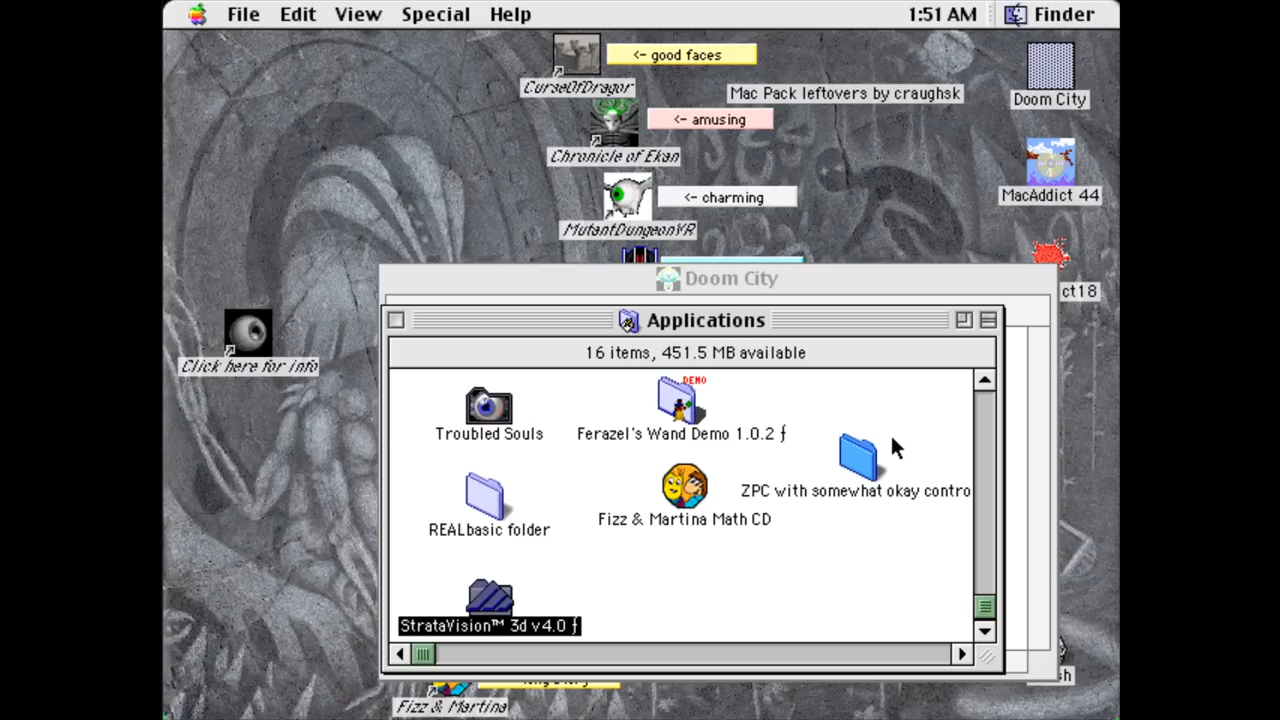 File Edit View Special Help 1:51 AM Finder
<- good faces
CurseOfDragor
Mac Pack leftovers by craughsk
Doom City
<- amusing
Chronicle of Ekan
MacAddict 44
<- charming
MutantDungeonVR
Doom City
ct18
Applications
Click here for info
16 items, 451.5 MB available
DEMO
Troubled Souls
Ferazel's Wand Demo 1.0.2 ƒ
ZPC with somewhat okay contro
REALbasic folder
Fizz & Martina Math CD
StrataVision™ 3d v4.0 ƒ
sh
Fizz & Martina